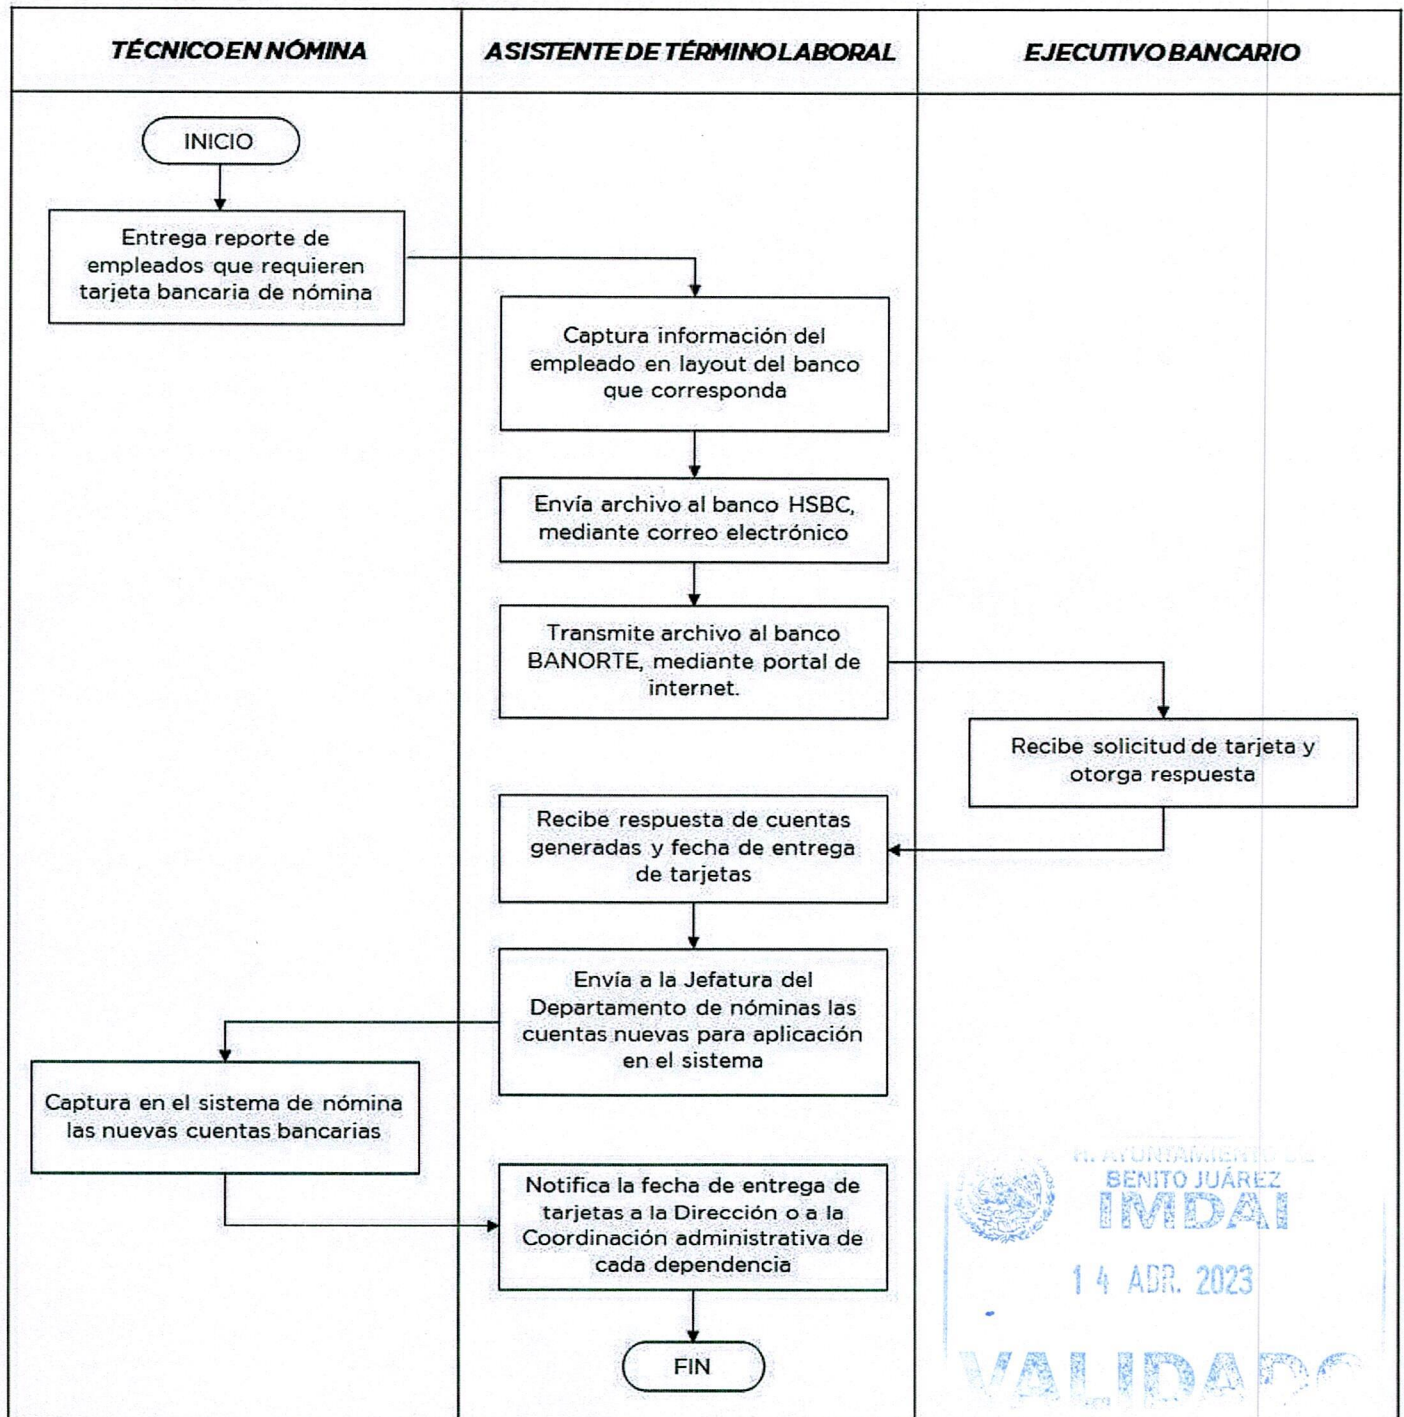 TÉCNICO EN NÓMINA
ASISTENTE DE TÉRMINO LABORAL
EJECUTIVO BANCARIO
INICIO
Entrega reporte de
empleados que requieren
tarjeta bancaria de nómina
Captura información del
empleado en layout del banco
que corresponda
Envía archivo al banco HSBC,
mediante correo electrónico
Transmite archivo al banco
BANORTE, mediante portal de
internet.
Recibe solicitud de tarjeta y
otorga respuesta
Recibe respuesta de cuentas
generadas y fecha de entrega
de tarjetas
Envía a la Jefatura del
Departamento de nóminas las
cuentas nuevas para aplicación
en el sistema
Captura en el sistema de nómina
las nuevas cuentas bancarias
Notifica la fecha de entrega de
tarjetas a la Dirección o a la
Coordinación administrativa de
cada dependencia
FIN
H. AYUNTAMIENTO DE
BENITO JUÁREZ
IMDAI
14 ABR. 2023
VALIDADO